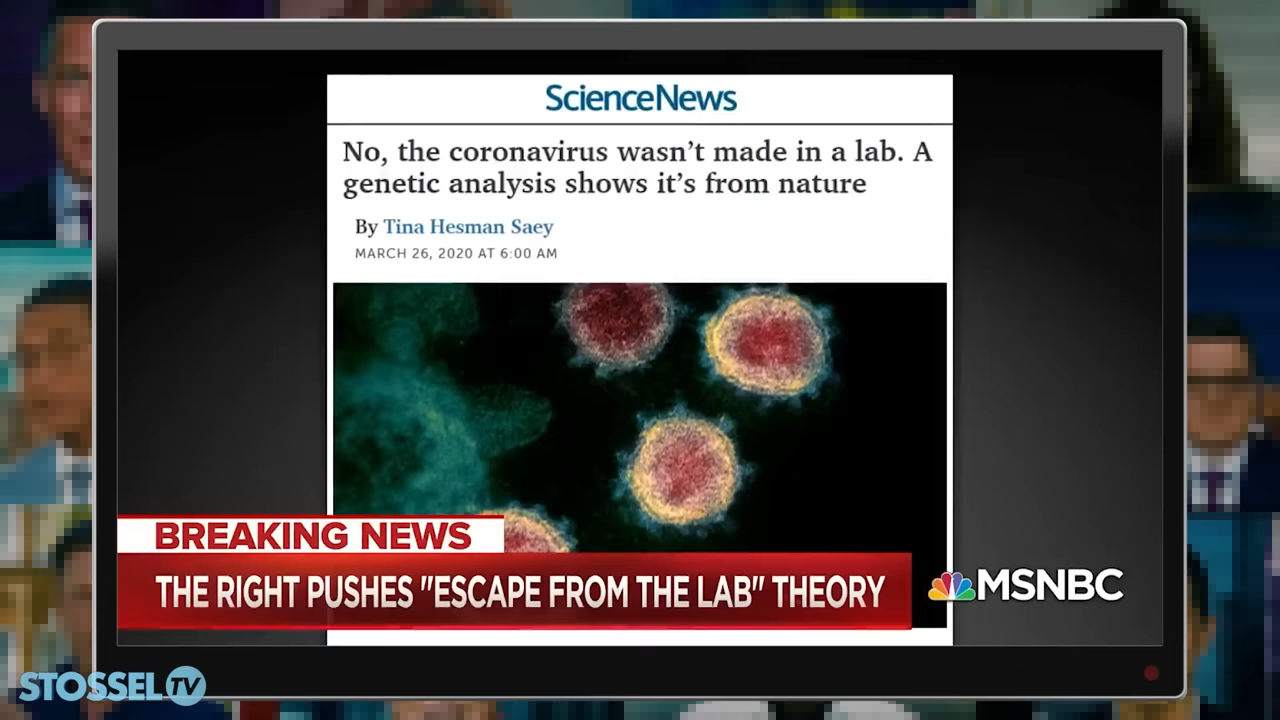 ScienceNews
No, the coronavirus wasn't made in a lab. A
genetic analysis shows it's from nature
By Tina Hesman Saey
MARCH 26, 2020 AT 6:00 AM
BREAKING NEWS
THE RIGHT PUSHES "ESCAPE FROM THE LAB" THEORY
MSNBC
STOSSEL TV